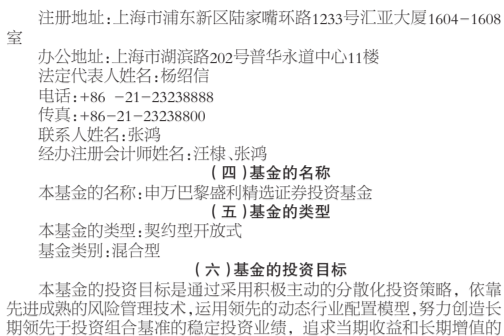 注册地址:上海市浦东新区陆家嘴环路1233号汇亚大厦1604-1608
室
办公地址:上海市湖滨路202号普华永道中心11楼
法定代表人姓名:杨绍信
电话:+86 -21-23238888
传真:+86-21-23238800
联系人姓名:张鸿
经办注册会计师姓名:汪棣、张鸿
(四)基金的名称
本基金的名称:申万巴黎盛利精选证券投资基金
(五)基金的类型
本基金的类型:契约型开放式
基金类别:混合型
(六)基金的投资目标
本基金的投资目标是通过采用积极主动的分散化投资策略，依靠
先进成熟的风险管理技术,运用领先的动态行业配置模型,努力创造长
期领先于投资组合基准的稳定投资业绩，追求当期收益和长期增值的